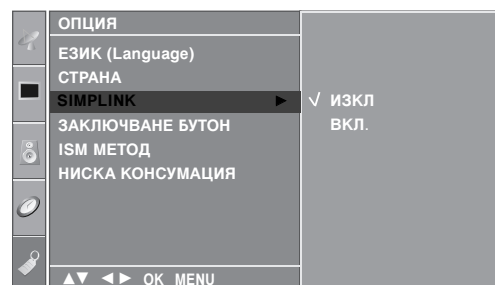 ОПЦИЯ
ЕЗИК (Language)
СТРАНА
SIMPLINK ► √ ИЗКЛ
ЗАКЛЮЧВАНЕ БУТОН ВКЛ.
ISM МЕТОД
НИСКА КОНСУМАЦИЯ
▲▼ ◄► OK MENU